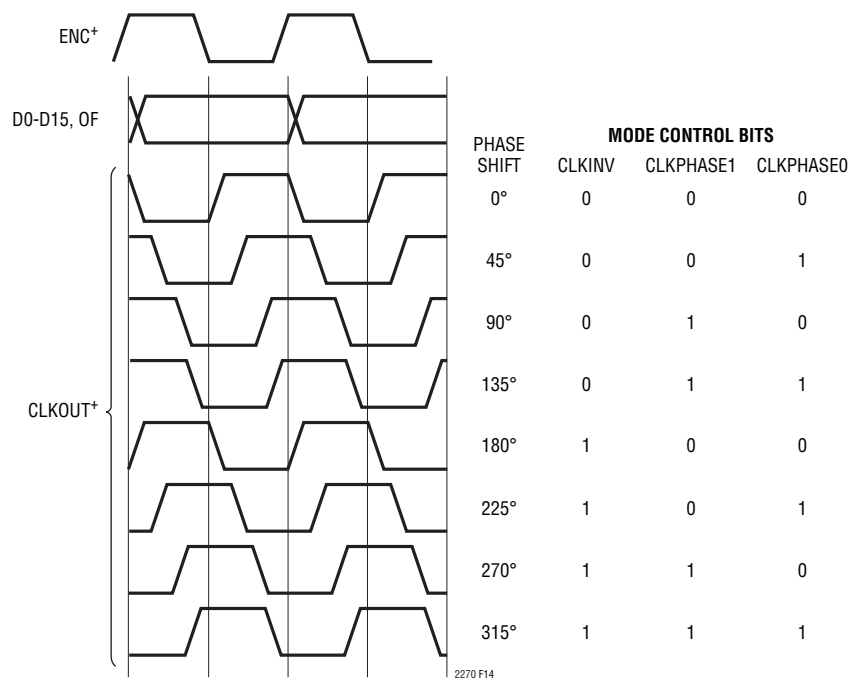 ENC+
D0-D15, OF
CLKOUT+
PHASE SHIFT
MODE CONTROL BITS
CLKINV CLKPHASE1 CLKPHASE0
0° 0 0 0
45° 0 0 1
90° 0 1 0
135° 0 1 1
180° 1 0 0
225° 1 0 1
270° 1 1 0
315° 1 1 1
2270 F14